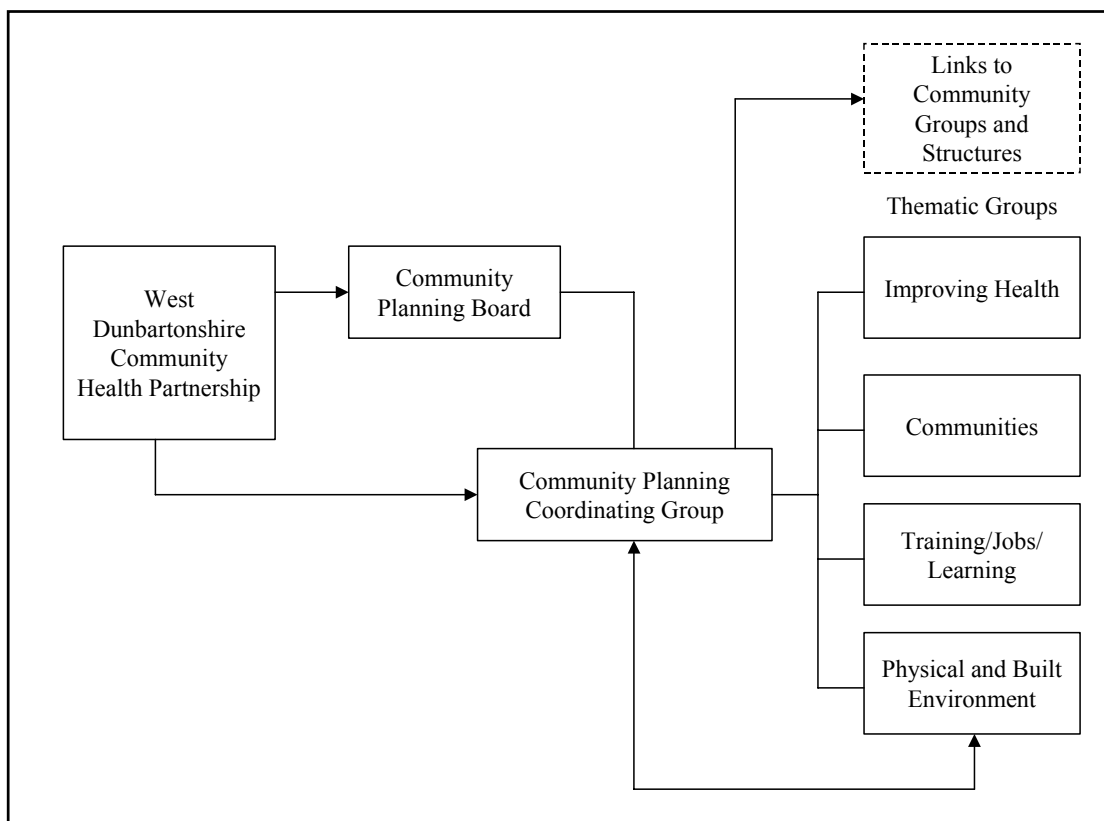 Links to
Community
Groups and
Structures
Thematic Groups
West
Dunbartonshire
Community
Health Partnership
Community
Planning Board
Improving Health
Communities
Community Planning
Coordinating Group
Training/Jobs/
Learning
Physical and Built
Environment